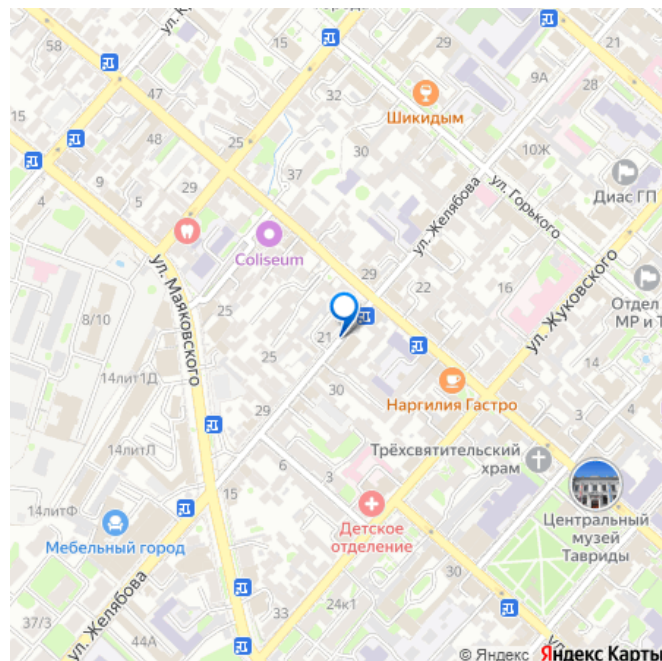 58
15
15
29
9А
21
28
47
32
Шикидым
48
30
10Ж
9
5
29
37
ул. Горького
Диас ГП
4
Coliseum
ул. Желябова
29
22
16
Отдел
МР и Т
ул. Маяковского
25
8/10
21
25
ул. Жуковского
14лит1Д
30
Наргилия Гастро
3
4
29
14литЛ
Трёхсвятительский
храм
6
3
15
14литФ
Детское
отделение
Центральный
музей
Тавриды
Мебельный город
ул. Желябова
30
24к1
33
37/3
44А
© Яндекс Яндекс Карты